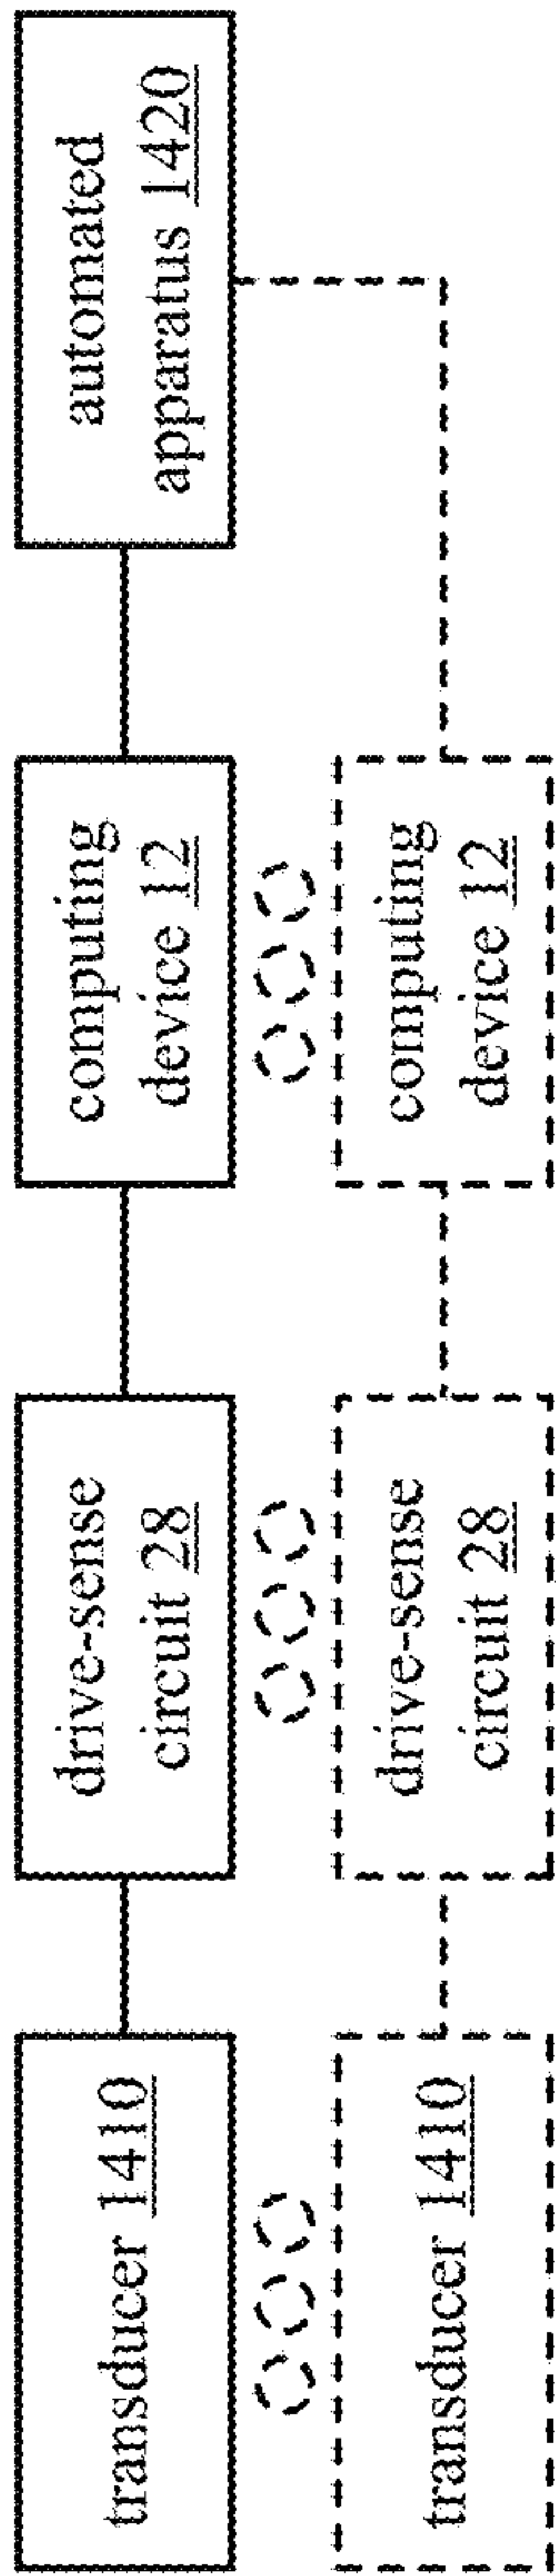 transducer 1410
drive-sense
circuit 28
computing
device 12
automated
apparatus 1420
transducer 1410
drive-sense
circuit 28
computing
device 12